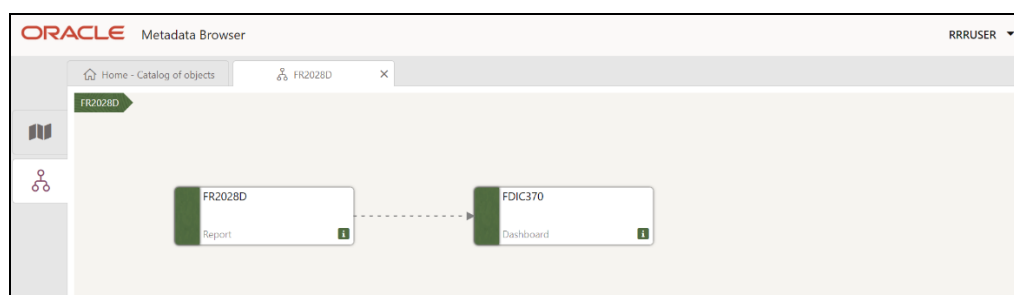 ORACLE Metadata Browser
RRRUSER
Home - Catalog of objects
FR2028D
FR2028D
FR2028D
Report
FDIC370
Dashboard